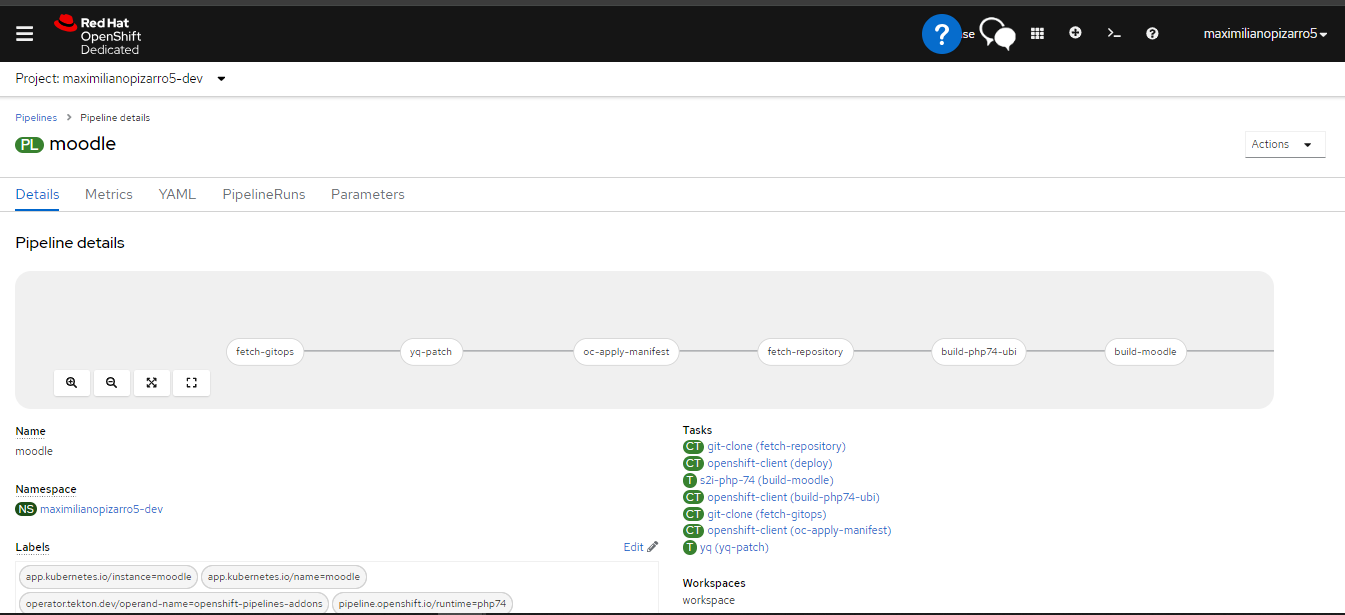 Red Hat
OpenShift
Dedicated
?
se
?
maximilianopizarro5
Project: maximilianopizarro5-dev
Pipelines > Pipeline details
PL moodle
Actions
Details Metrics YAML PipelineRuns Parameters
Pipeline details
fetch-gitops yq-patch oc-apply-manifest fetch-repository build-php74-ubi build-moodle
Name
moodle
Namespace
NS maximilianopizarro5-dev
Labels Edit
app.kubernetes.io/instance=moodle app.kubernetes.io/name=moodle
operator.tekton.dev/operand-name=openshift-pipelines-addons pipeline.openshift.io/runtime=php74
Tasks
CT git-clone (fetch-repository)
CT openshift-client (deploy)
T s2i-php-74 (build-moodle)
CT openshift-client (build-php74-ubi)
CT git-clone (fetch-gitops)
CT openshift-client (oc-apply-manifest)
T yq (yq-patch)
Workspaces
workspace